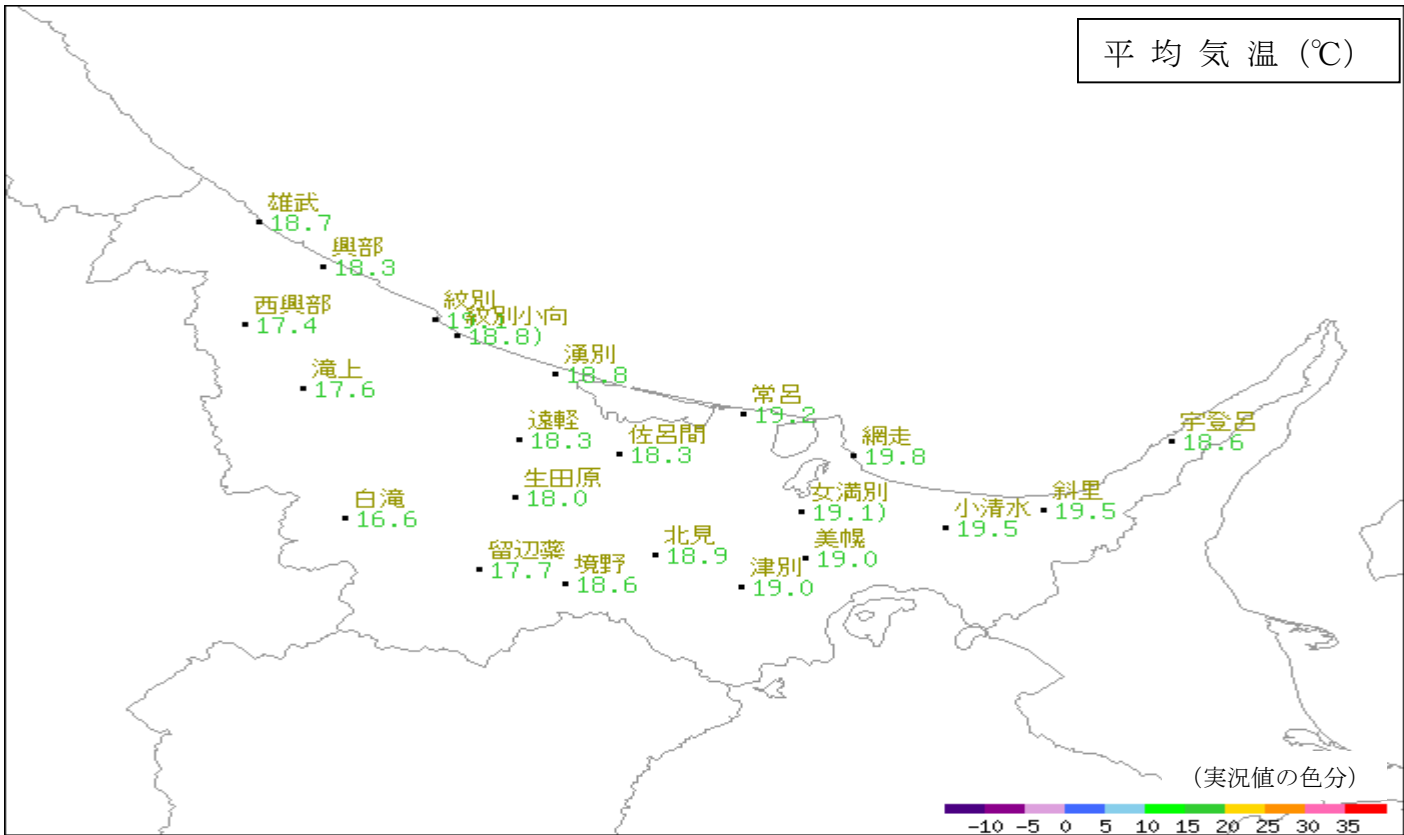 平均気温(℃)
雄武
18.7
興部
18.3
西興部
17.4
紋別
紋別小向
18.8)
滝上
17.6
湧別
18.8
常呂
19.2
遠軽
18.3
佐呂間
18.3
網走
19.8
宇登呂
18.6
生田原
18.0
白滝
16.6
女満別
19.1)
小清水
19.5
斜里
19.5
留辺蘂
17.7
境野
18.6
北見
18.9
美幌
19.0
津別
19.0
(実況値の色分)
-10 -5 0 5 10 15 20 25 30 35